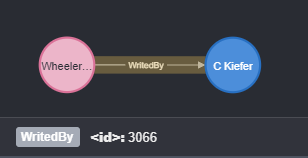 Wheeler... WritedBy C Kiefer
WritedBy <id>: 3066